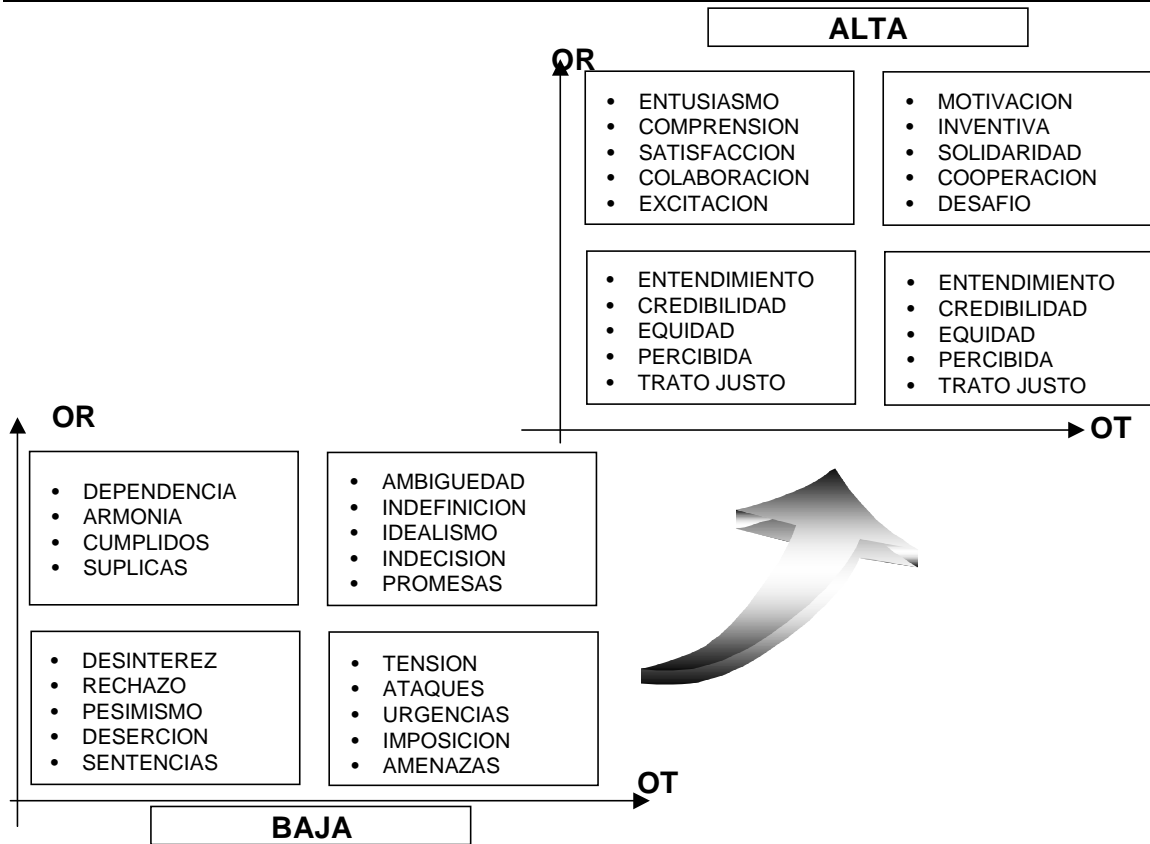 ALTA
OR
• ENTUSIASMO
• COMPRENSION
• SATISFACCION
• COLABORACION
• EXCITACION
• MOTIVACION
• INVENTIVA
• SOLIDARIDAD
• COOPERACION
• DESAFIO
• ENTENDIMIENTO
• CREDIBILIDAD
• EQUIDAD
• PERCIBIDA
• TRATO JUSTO
• ENTENDIMIENTO
• CREDIBILIDAD
• EQUIDAD
• PERCIBIDA
• TRATO JUSTO
OT
OR
• DEPENDENCIA
• ARMONIA
• CUMPLIDOS
• SUPLICAS
• AMBIGUEDAD
• INDEFINICION
• IDEALISMO
• INDECISION
• PROMESAS
• DESINTEREZ
• RECHAZO
• PESIMISMO
• DESERCION
• SENTENCIAS
• TENSION
• ATAQUES
• URGENCIAS
• IMPOSICION
• AMENAZAS
OT
BAJA